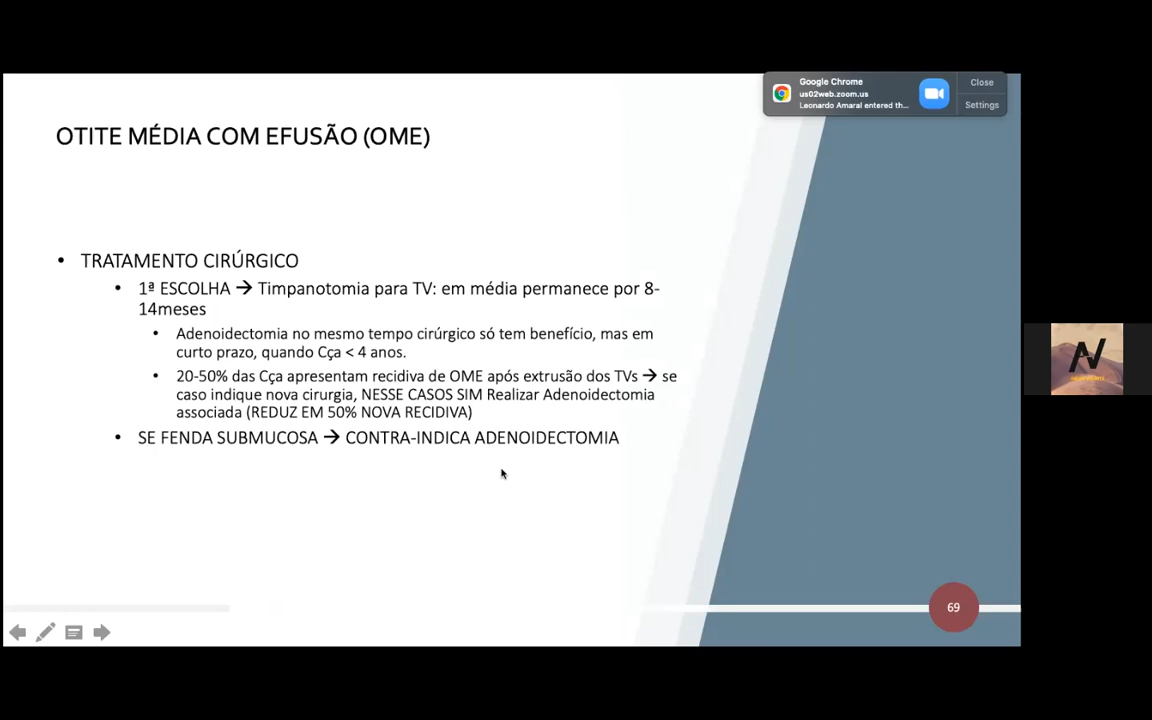 Google Chrome
Close
us02web.zoom.us
Leonardo Amaral entered th...
Settings
OTITE MÉDIA COM EFUSÃO (OME)
• TRATAMENTO CIRÚRGICO
• 1ª ESCOLHA → Timpanotomia para TV: em média permanece por 8-
14meses
• Adenoidectomia no mesmo tempo cirúrgico só tem benefício, mas em
curto prazo, quando Cça < 4 anos.
• 20-50% das Cça apresentam recidiva de OME após extrusão dos TVs → se
caso indique nova cirurgia, NESSE CASOS SIM Realizar Adenoidectomia
associada (REDUZ EM 50% NOVA RECIDIVA)
• SE FENDA SUBMUCOSA → CONTRA-INDICA ADENOIDECTOMIA
69